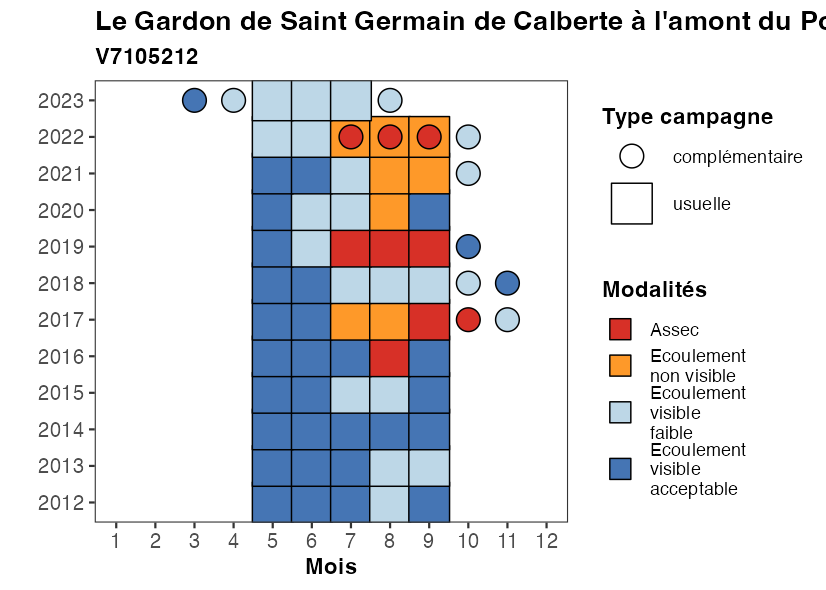 Le Gardon de Saint Germain de Calberte à l'amont du Po
V7105212
2023
2022
2021
2020
2019
2018
2017
2016
2015
2014
2013
2012
1 2 3 4 5 6 7 8 9 10 11 12
Mois
Type campagne
complémentaire
usuelle
Modalités
Assec
Ecoulement
non visible
Ecoulement
visible
faible
Ecoulement
visible
acceptable